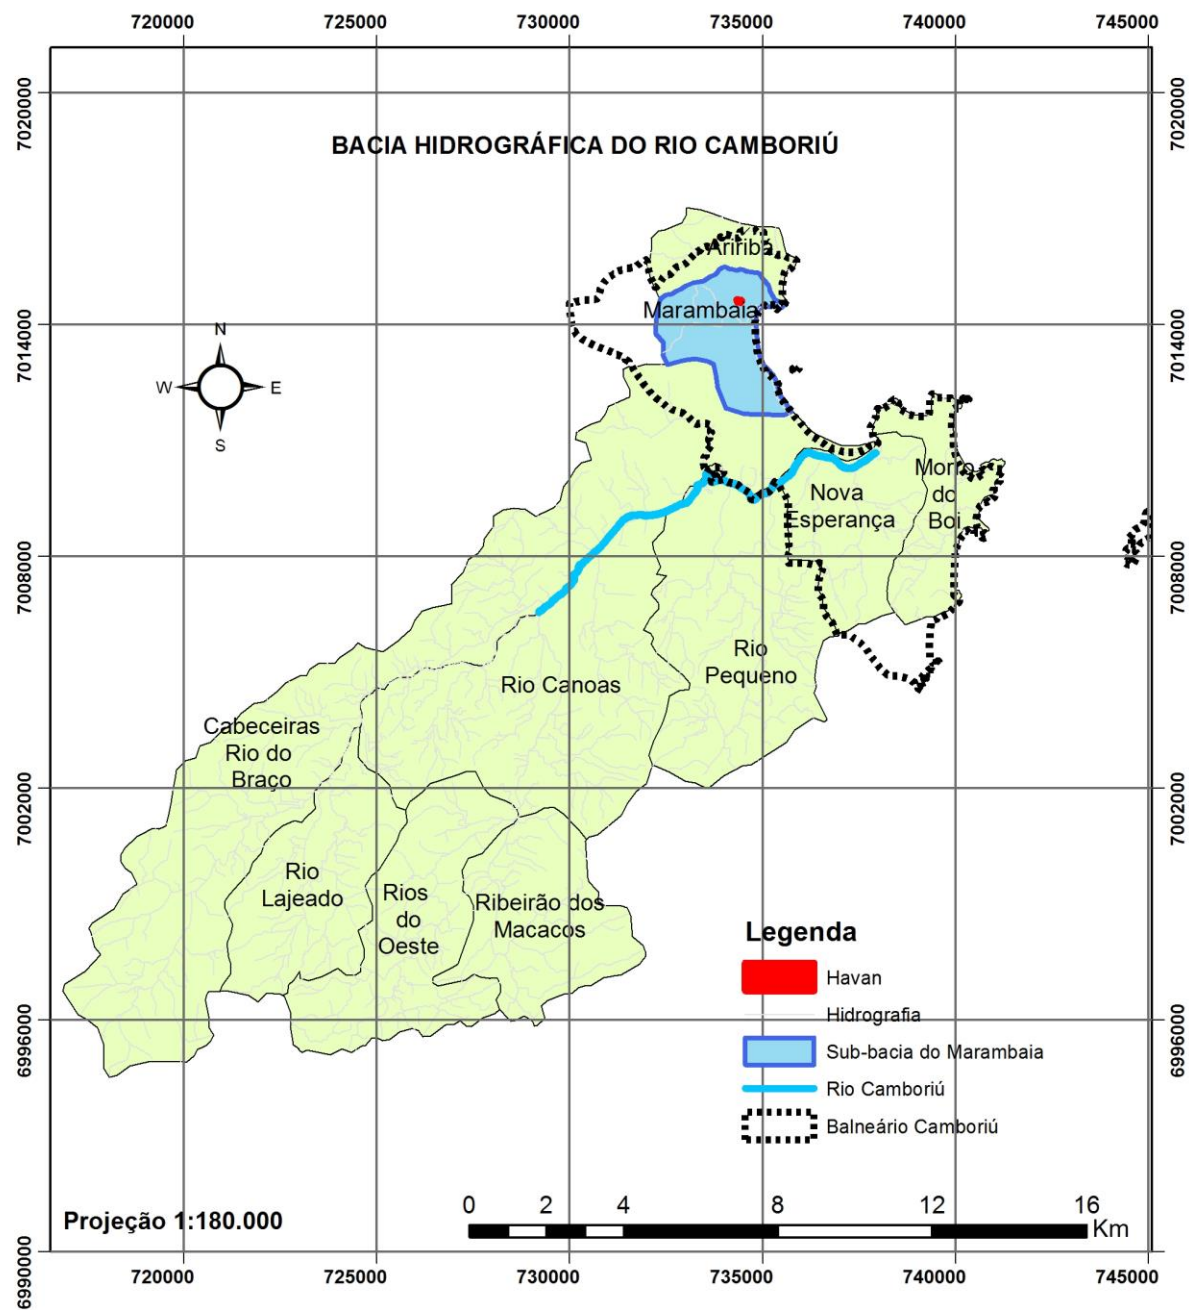 720000 725000 730000 735000 740000 745000
7020000 7020000
BACIA HIDROGRÁFICA DO RIO CAMBORIÚ
Ariribá
Marambaia
7014000 7014000
N
W E
S
Morro
do
Boi
Nova
Esperança
7008000 7008000
Rio
Pequeno
Rio Canoas
Cabeceiras
Rio do
Braço
7002000 7002000
Rio
Lajeado
Rios
do
Oeste
Ribeirão dos
Macacos
Legenda
Havan
Hidrografia
Sub-bacia do Marambaia
Rio Camboriú
Balneário Camboriú
6996000 6996000
0 2 4 8 12 16
Km
Projeção 1:180.000
6990000 6990000
720000 725000 730000 735000 740000 745000